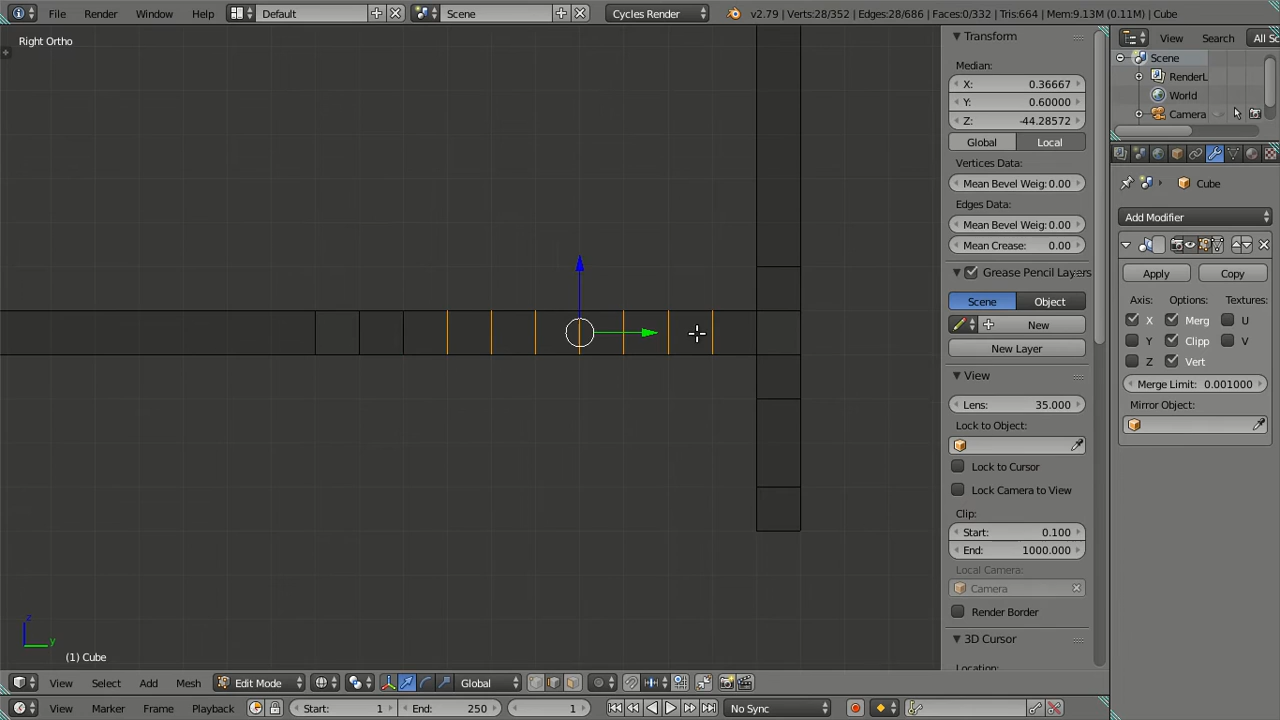 File Render Window Help Default Scene Cycles Render v2.79 | Verts:28/352 | Edges:28/686 | Faces:0/332 | Tris:664 | Mem:9.13M (0.11M) | Cube
Right Ortho
Transform
Median:
X: 0.36667
Y: 0.60000
Z: -44.28572
Global Local
Vertices Data:
Mean Bevel Weig: 0.00
Edges Data:
Mean Bevel Weig: 0.00
Mean Crease: 0.00
Grease Pencil Layers
Scene Object
New
New Layer
View
Lens: 35.000
Lock to Object:
Lock to Cursor
Lock Camera to View
Clip:
Start: 0.100
End: 1000.000
Local Camera:
Camera
Render Border
3D Cursor
Location:
View Search All Sc
Scene
RenderL
World
Camera
Cube
Add Modifier
Apply Copy
Axis: Options: Textures:
X Merg U
Y Clipp V
Z Vert
Merge Limit: 0.001000
Mirror Object:
z
y
(1) Cube
View Select Add Mesh Edit Mode Global
View Marker Frame Playback Start: 1 End: 250 1 No Sync